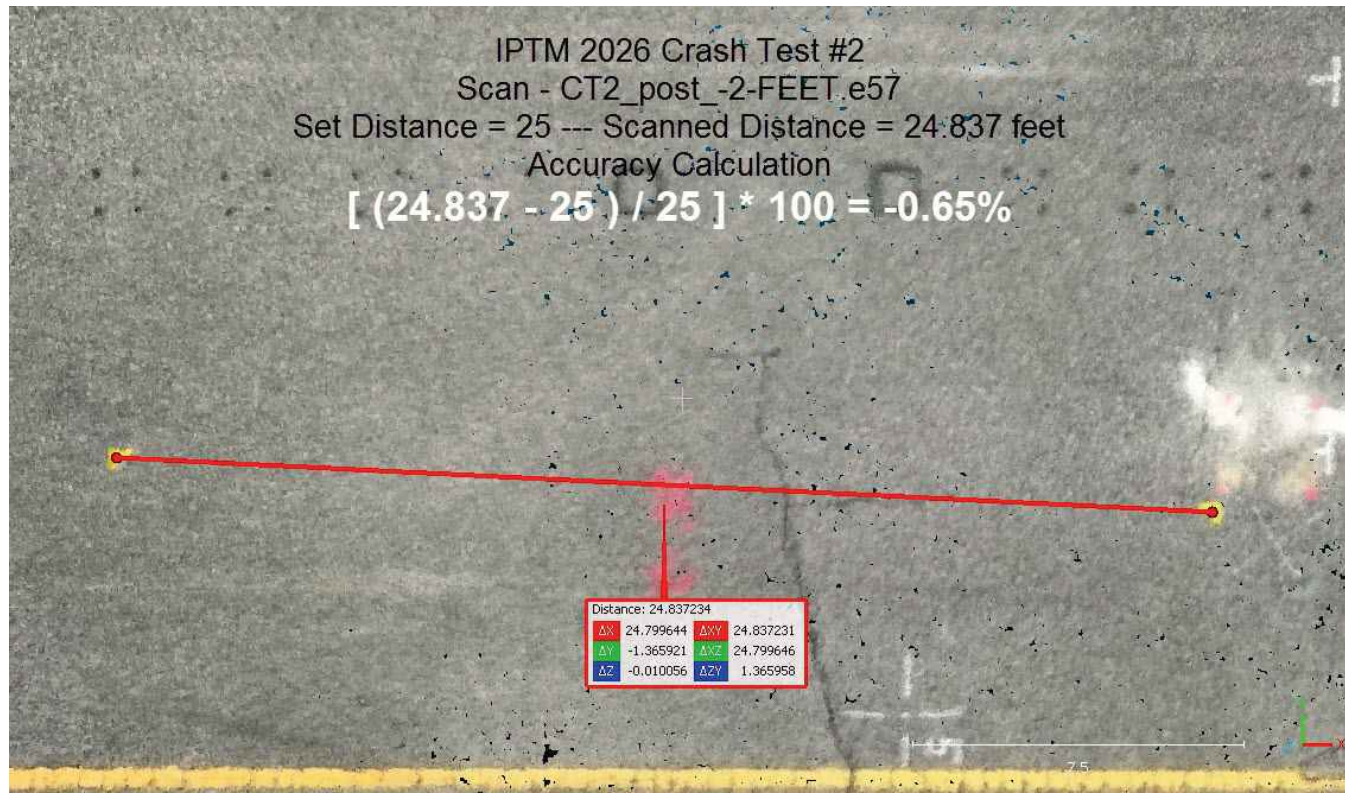 IPTM 2026 Crash Test #2
Scan - CT2_post_-2-FEET.e57
Set Distance = 25 --- Scanned Distance = 24.837 feet
Accuracy Calculation
[ (24.837 - 25 ) / 25 ] * 100 = -0.65%
Distance: 24.837234
ΔX 24.799644 ΔXY 24.837231
ΔY -1.365921 ΔXZ 24.799646
ΔZ -0.010056 ΔZY 1.365958
7.5
X